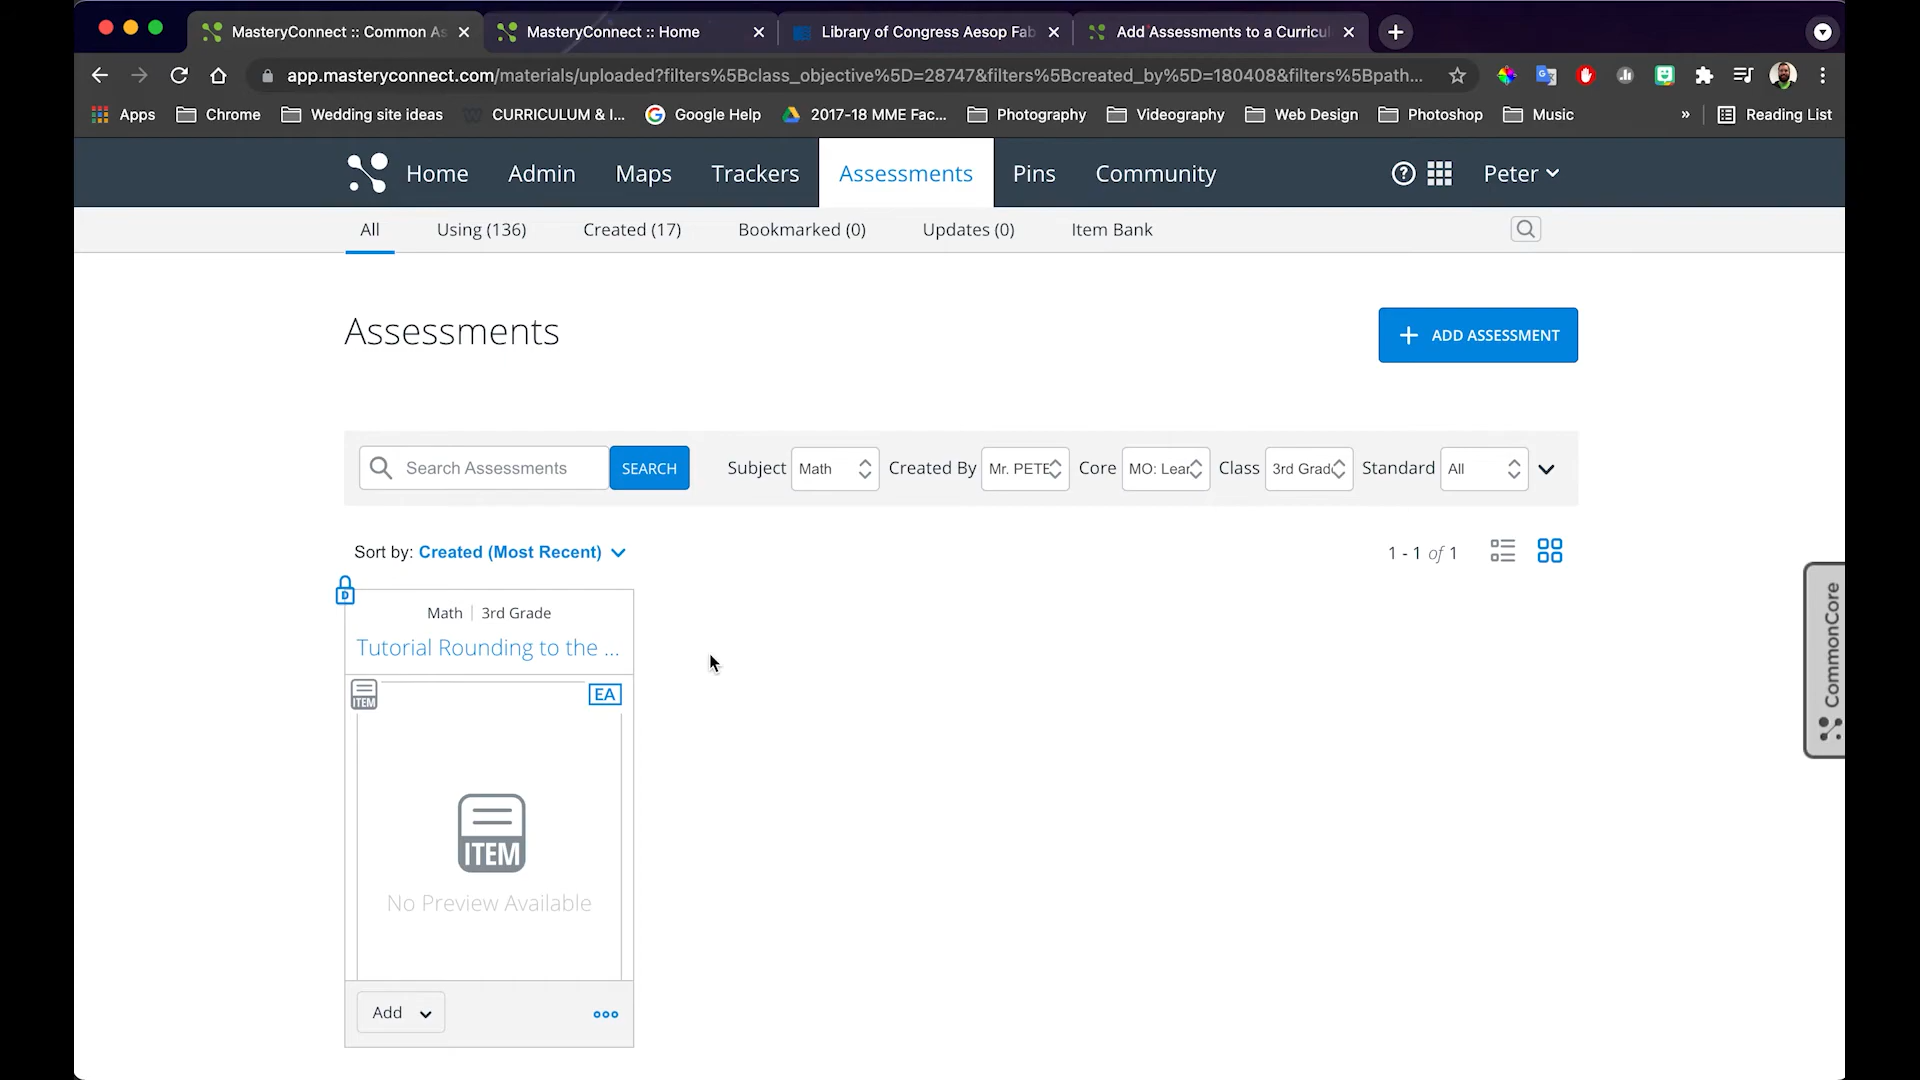 MasteryConnect :: Common As
MasteryConnect :: Home
Library of Congress Aesop Fab
Add Assessments to a Curricul
app.masteryconnect.com/materials/uploaded?filters%5Bclass_objective%5D=28747&filters%5Bcreated_by%5D=180408&filters%5Bpath...
Apps
Chrome
Wedding site ideas
CURRICULUM & I...
Google Help
2017-18 MME Fac...
Photography
Videography
Web Design
Photoshop
Music
»
Reading List
Home
Admin
Maps
Trackers
Assessments
Pins
Community
Peter
All
Using (136)
Created (17)
Bookmarked (0)
Updates (0)
Item Bank
Assessments
+ ADD ASSESSMENT
Search Assessments
SEARCH
Subject
Math
Created By
Mr. PETE
Core
MO: Lear
Class
3rd Grad
Standard
All
Sort by: Created (Most Recent)
1 - 1 of 1
D
Math | 3rd Grade
Tutorial Rounding to the ...
ITEM
EA
ITEM
No Preview Available
Add
CommonCore